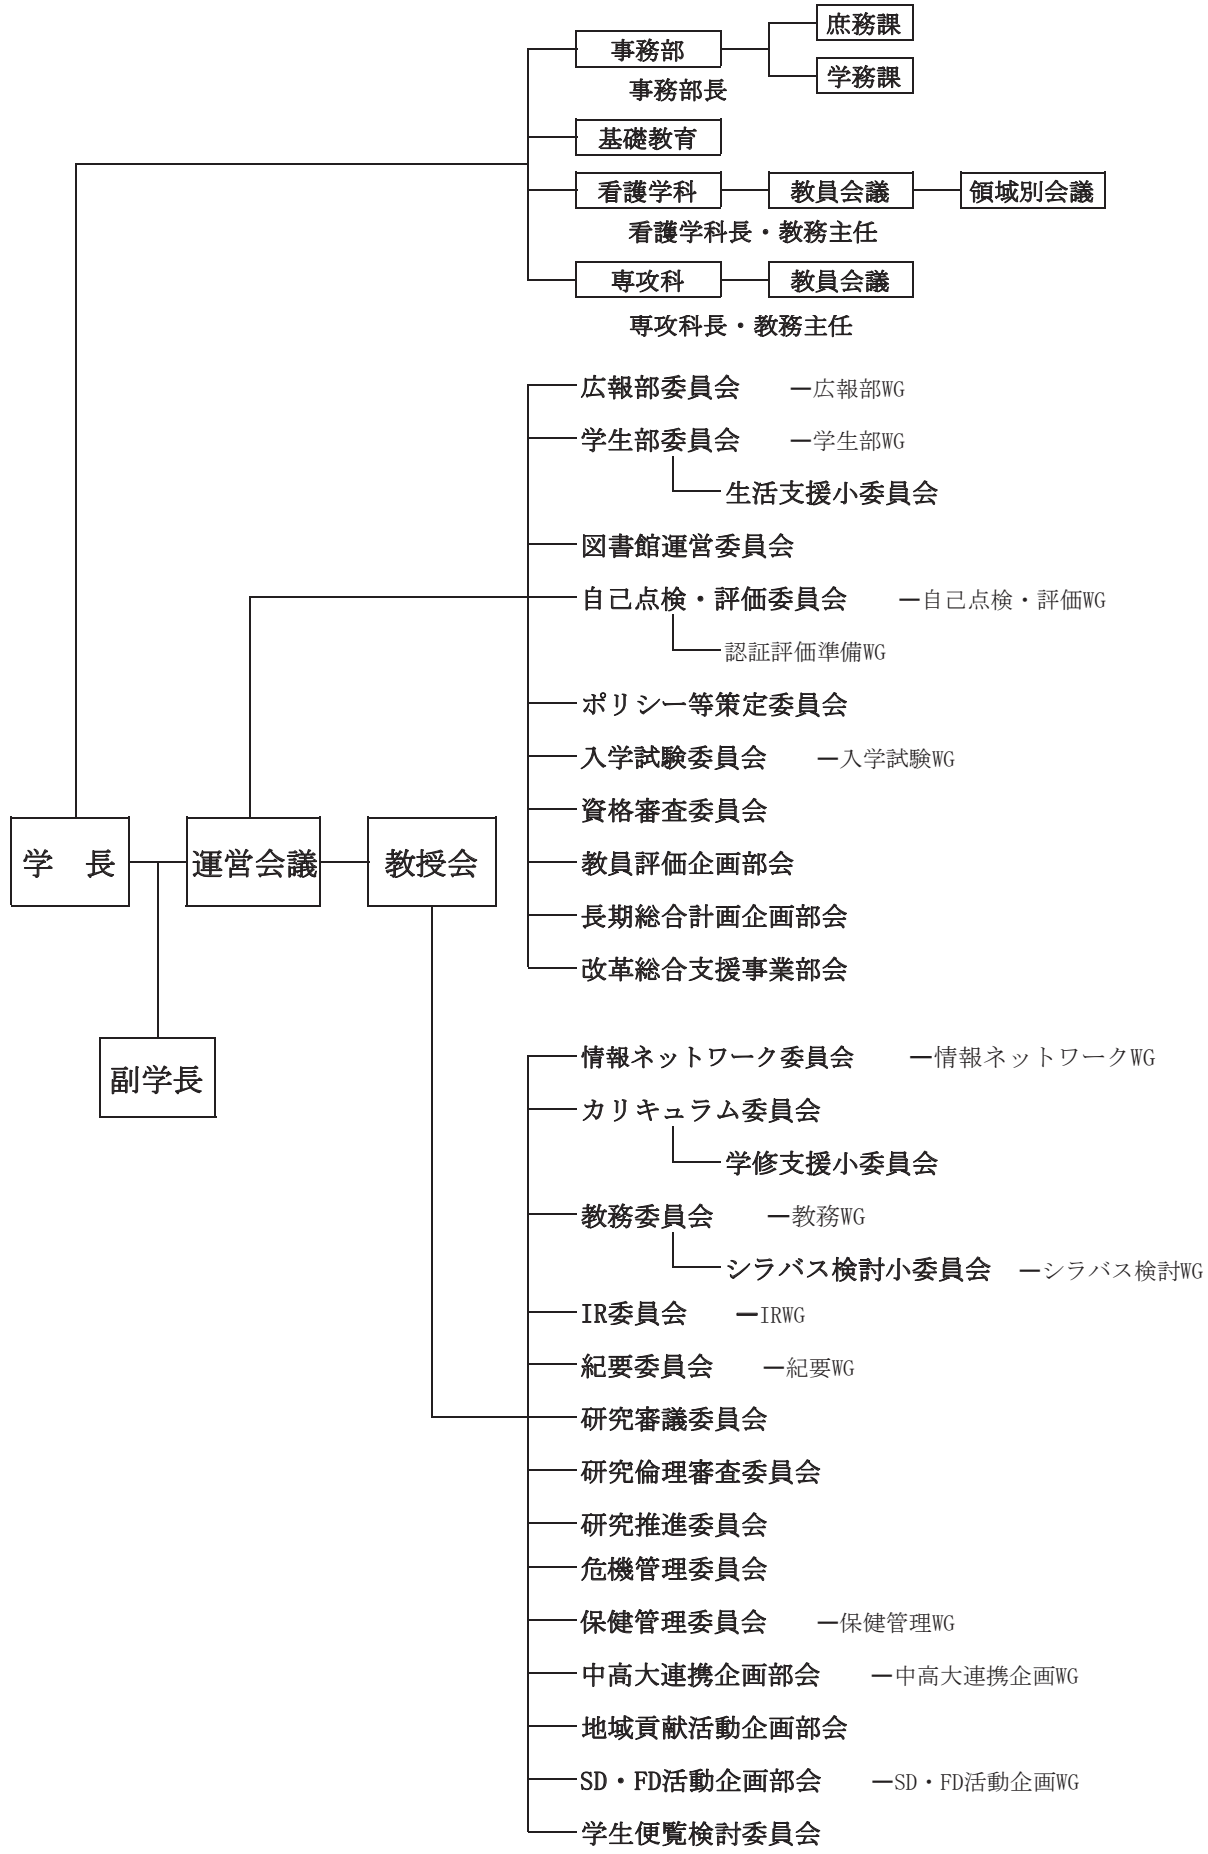 庶務課
事務部
学務課
事務部長
基礎教育
看護学科 教員会議 領域別会議
看護学科長・教務主任
専攻科 教員会議
専攻科長・教務主任
広報部委員会 ー広報部WG
学生部委員会 ー学生部WG
生活支援小委員会
図書館運営委員会
自己点検・評価委員会 ー自己点検・評価WG
認証評価準備WG
ポリシー等策定委員会
入学試験委員会 ー入学試験WG
資格審査委員会
学　長 運営会議 教授会
教員評価企画部会
長期総合計画企画部会
改革総合支援事業部会
副学長
情報ネットワーク委員会 ー情報ネットワークWG
カリキュラム委員会
学修支援小委員会
教務委員会 ー教務WG
シラバス検討小委員会 ーシラバス検討WG
IR委員会 ーIRWG
紀要委員会 ー紀要WG
研究審議委員会
研究倫理審査委員会
研究推進委員会
危機管理委員会
保健管理委員会 ー保健管理WG
中高大連携企画部会 ー中高大連携企画WG
地域貢献活動企画部会
SD・FD活動企画部会 ーSD・FD活動企画WG
学生便覧検討委員会